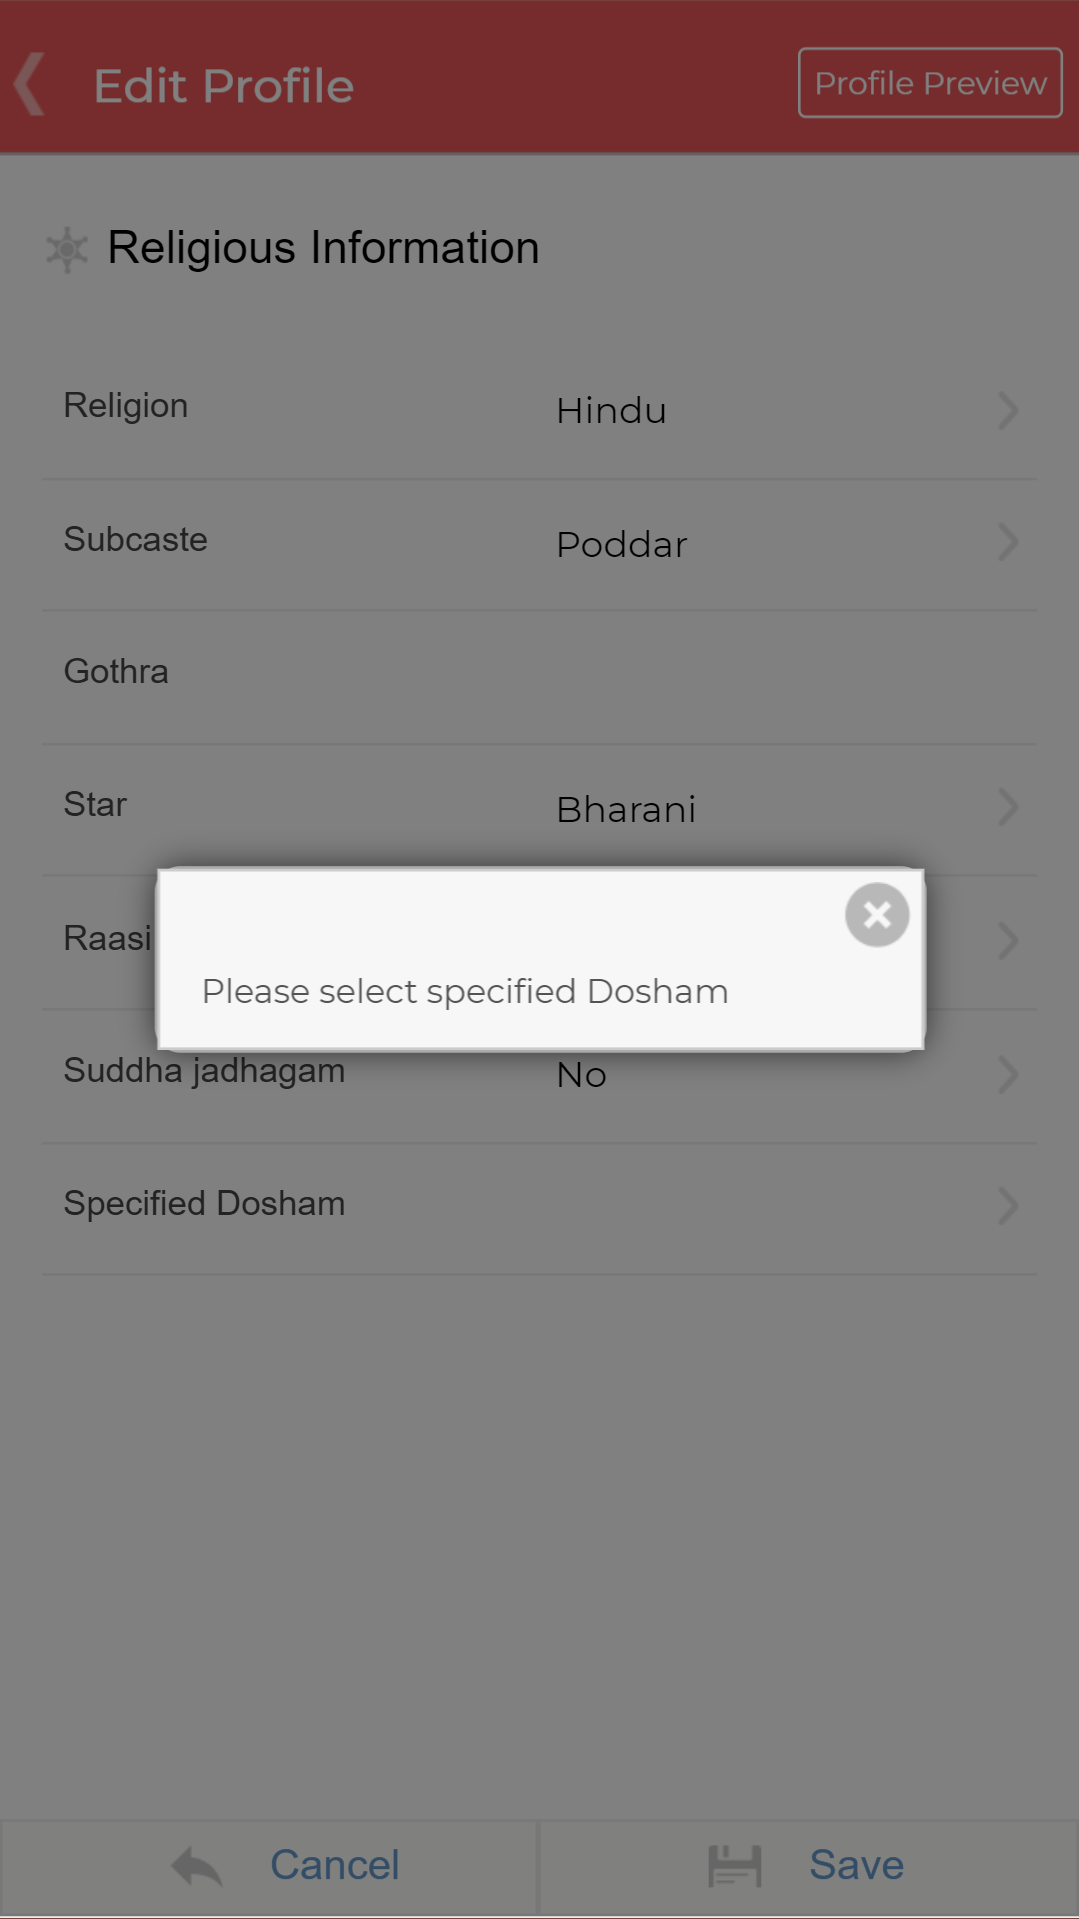 Edit Profile
Profile Preview
Religious Information
Religion Hindu
Subcaste Poddar
Gothra
Star Bharani
Raasi
Please select specified Dosham
Suddha jadhagam No
Specified Dosham
Cancel
Save